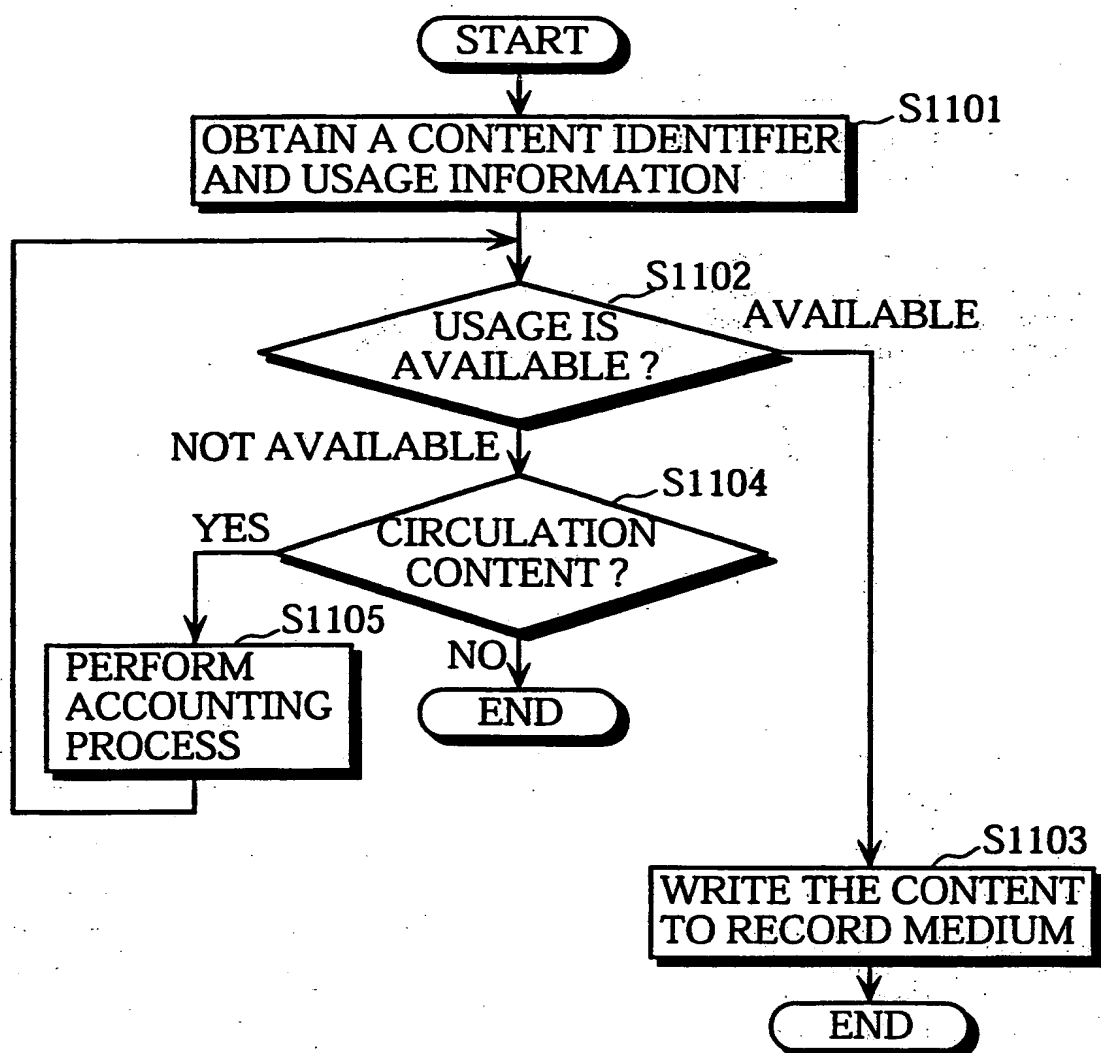 START
S1101
OBTAIN A CONTENT IDENTIFIER
AND USAGE INFORMATION
S1102
USAGE IS
AVAILABLE ?
AVAILABLE
NOT AVAILABLE
S1104
YES
CIRCULATION
CONTENT ?
S1105
NO
PERFORM
ACCOUNTING
PROCESS
END
S1103
WRITE THE CONTENT
TO RECORD MEDIUM
END